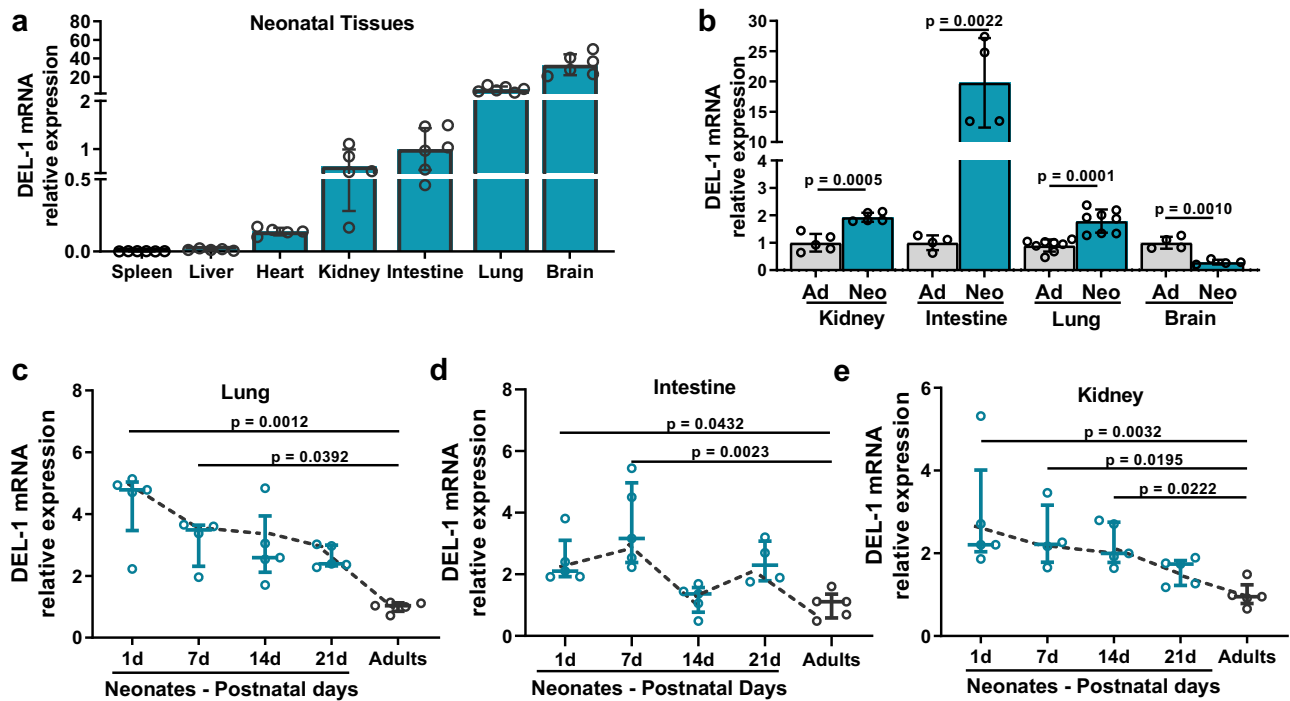 a
Neonatal Tissues
DEL-1 mRNA
relative expression
80
60
40
20
2
1
0.5
0.0
Spleen Liver Heart Kidney Intestine Lung Brain
b
DEL-1 mRNA
relative expression
30
25
20
15
10
5
4
3
2
1
0
p = 0.0022
p = 0.0005
p = 0.0001
p = 0.0010
Ad Neo Ad Neo Ad Neo Ad Neo
Kidney Intestine Lung Brain
c
Lung
DEL-1 mRNA
relative expression
8
6
4
2
0
p = 0.0012
p = 0.0392
1d 7d 14d 21d Adults
Neonates - Postnatal days
d
Intestine
DEL-1 mRNA
relative expression
8
6
4
2
0
p = 0.0432
p = 0.0023
1d 7d 14d 21d Adults
Neonates - Postnatal Days
e
Kidney
DEL-1 mRNA
relative expression
6
4
2
0
p = 0.0032
p = 0.0195
p = 0.0222
1d 7d 14d 21d Adults
Neonates - Postnatal days